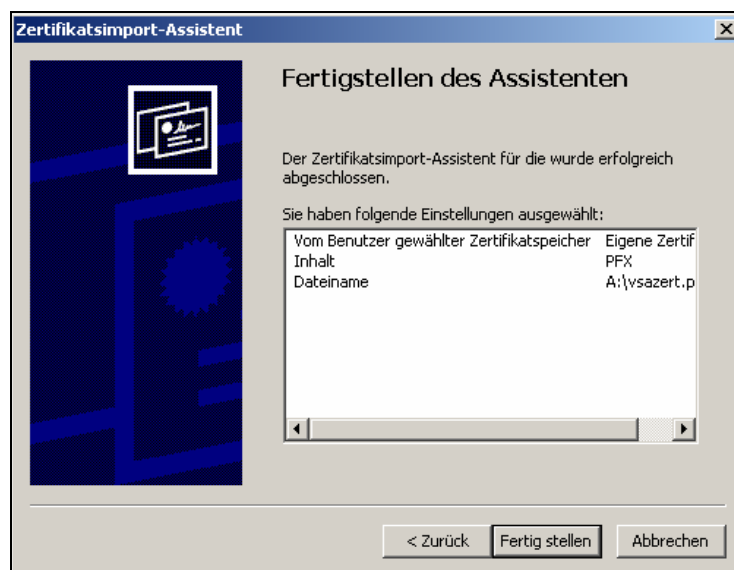 Zertifikatsimport-Assistent
Fertigstellen des Assistenten
Der Zertifikatsimport-Assistent für die wurde erfolgreich
abgeschlossen.
Sie haben folgende Einstellungen ausgewählt:
Vom Benutzer gewählter Zertifikatspeicher Eigene Zertif
Inhalt PFX
Dateiname A:\vsazert.p
< Zurück Fertig stellen Abbrechen